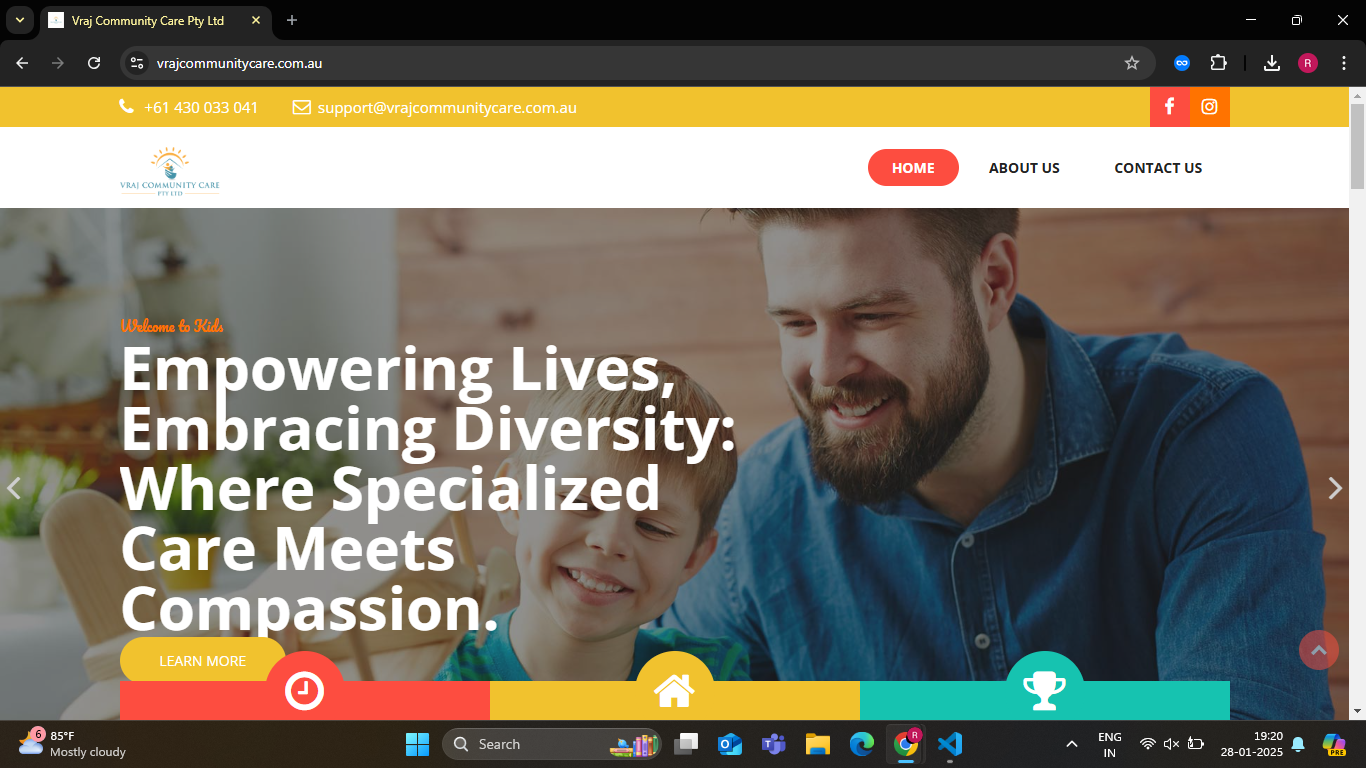 Vraj Community Care Pty Ltd
vrajcommunitycare.com.au
R
+61 430 033 041
support@vrajcommunitycare.com.au
VRAJ COMMUNITY CARE
PTY LTD
HOME
ABOUT US
CONTACT US
Welcome to Kids
Empowering Lives,
Embracing Diversity:
Where Specialized
Care Meets
Compassion.
LEARN MORE
6
85°F
Mostly cloudy
Search
R
ENG
IN
19:20
28-01-2025
PRE